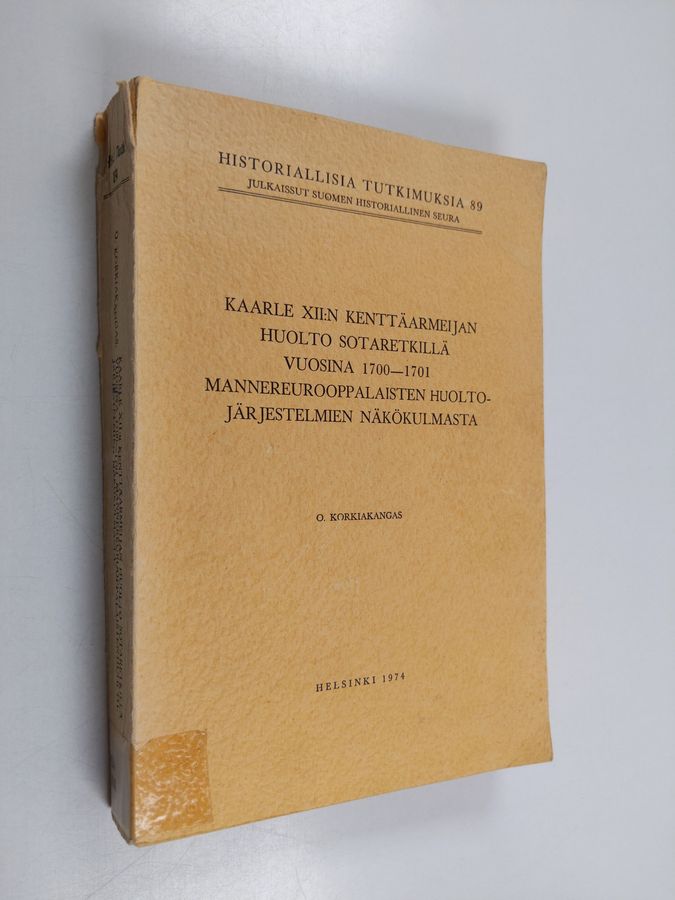 HISTORIALLISIA TUTKIMUKSIA 89
JULKAISSUT SUOMEN HISTORIALLINEN SEURA
KAARLE XII:N KENTTÄARMEIJAN
HUOLTO SOTARETKILLÄ
VUOSINA 1700—1701
MANNEREUROOPPALAISTEN HUOLTO-
JÄRJESTELMIEN NÄKÖKULMASTA
O. KORKIAKANGAS
HELSINKI 1974
O. KORKIAKANGAS